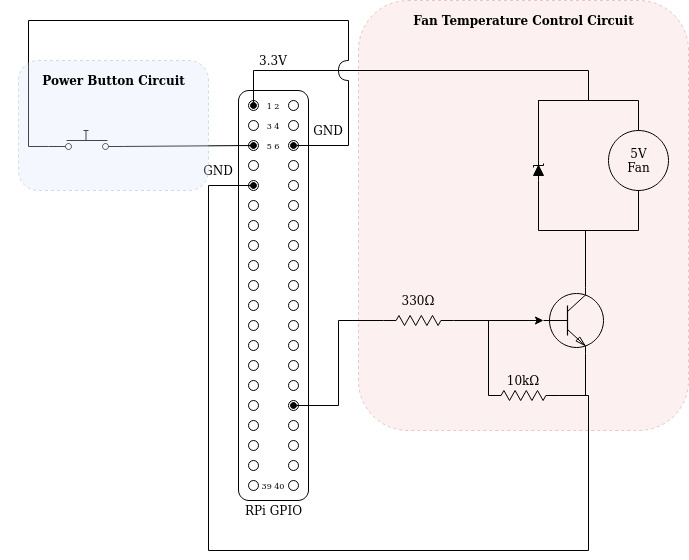 Fan Temperature Control Circuit
3.3V
Power Button Circuit
1 2
3 4
GND
5 6
5V
Fan
GND
330Ω
10kΩ
39 40
RPi GPIO